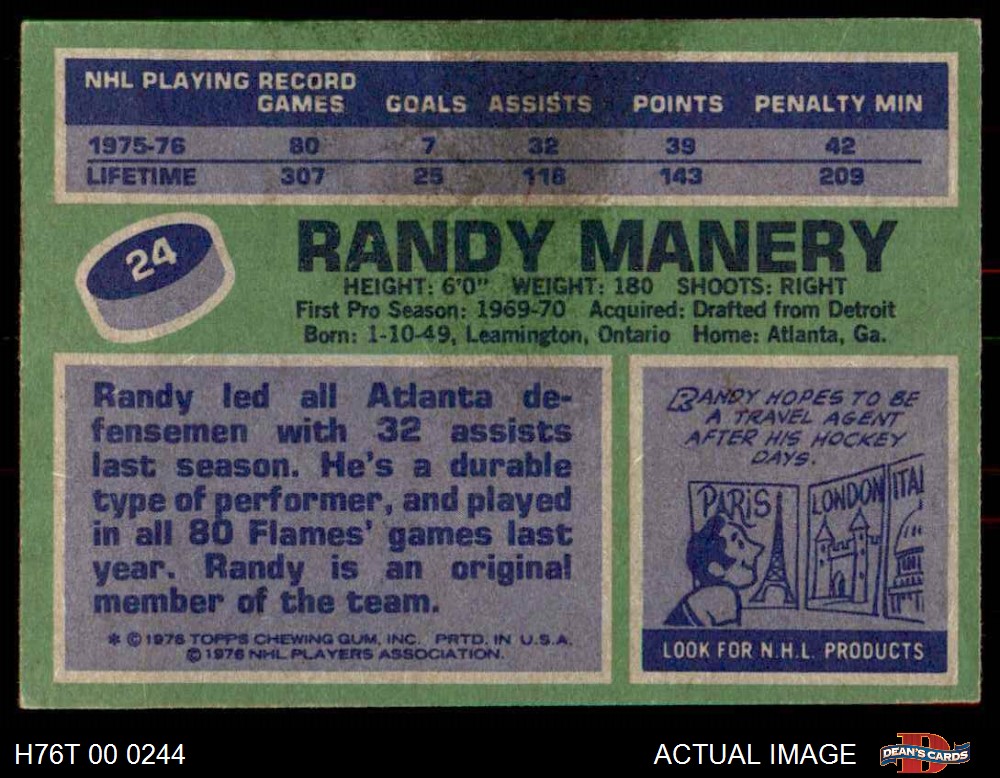 NHL PLAYING RECORD
GAMES GOALS ASSISTS POINTS PENALTY MIN
1975-76 80 7 32 39 42
LIFETIME 307 25 118 143 209
24
RANDY MANERY
HEIGHT: 6'0" WEIGHT: 180 SHOOTS: RIGHT
First Pro Season: 1969-70 Acquired: Drafted from Detroit
Born: 1-10-49, Leamington, Ontario Home: Atlanta, Ga.
Randy led all Atlanta de-
fensemen with 32 assists
last season. He's a durable
type of performer, and played
in all 80 Flames' games last
year. Randy is an original
member of the team.
* © 1976 TOPPS CHEWING GUM, INC. PRTD. IN U.S.A.
© 1976 NHL PLAYERS ASSOCIATION.
RANDY HOPES TO BE
A TRAVEL AGENT
AFTER HIS HOCKEY
DAYS.
PARIS LONDON ITAI
LOOK FOR N.H.L. PRODUCTS
H76T 00 0244 ACTUAL IMAGE D DEAN'S CARDS